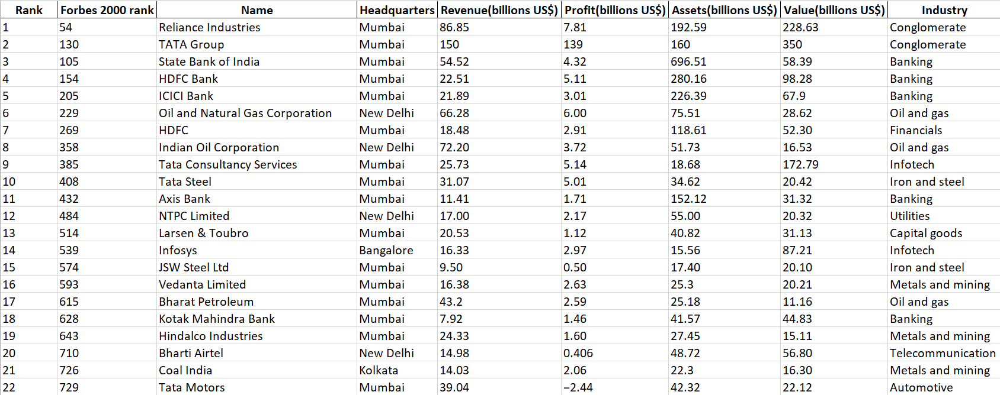 Rank Forbes 2000 rank Name Headquarters Revenue(billions US$) Profit(billions US$) Assets(billions US$) Value(billions US$) Industry
1 54 Reliance Industries Mumbai 86.85 7.81 192.59 228.63 Conglomerate
2 130 TATA Group Mumbai 150 139 160 350 Conglomerate
3 105 State Bank of India Mumbai 54.52 4.32 696.51 58.39 Banking
4 154 HDFC Bank Mumbai 22.51 5.11 280.16 98.28 Banking
5 205 ICICI Bank Mumbai 21.89 3.01 226.39 67.9 Banking
6 229 Oil and Natural Gas Corporation New Delhi 66.28 6.00 75.51 28.62 Oil and gas
7 269 HDFC Mumbai 18.48 2.91 118.61 52.30 Financials
8 358 Indian Oil Corporation New Delhi 72.20 3.72 51.73 16.53 Oil and gas
9 385 Tata Consultancy Services Mumbai 25.73 5.14 18.68 172.79 Infotech
10 408 Tata Steel Mumbai 31.07 5.01 34.62 20.42 Iron and steel
11 432 Axis Bank Mumbai 11.41 1.71 152.12 31.32 Banking
12 484 NTPC Limited New Delhi 17.00 2.17 55.00 20.32 Utilities
13 514 Larsen & Toubro Mumbai 20.53 1.12 40.82 31.13 Capital goods
14 539 Infosys Bangalore 16.33 2.97 15.56 87.21 Infotech
15 574 JSW Steel Ltd Mumbai 9.50 0.50 17.40 20.10 Iron and steel
16 593 Vedanta Limited Mumbai 16.38 2.63 25.3 20.21 Metals and mining
17 615 Bharat Petroleum Mumbai 43.2 2.59 25.18 11.16 Oil and gas
18 628 Kotak Mahindra Bank Mumbai 7.92 1.46 41.57 44.83 Banking
19 643 Hindalco Industries Mumbai 24.33 1.60 27.45 15.11 Metals and mining
20 710 Bharti Airtel New Delhi 14.98 0.406 48.72 56.80 Telecommunication
21 726 Coal India Kolkata 14.03 2.06 22.3 16.30 Metals and mining
22 729 Tata Motors Mumbai 39.04 −2.44 42.32 22.12 Automotive